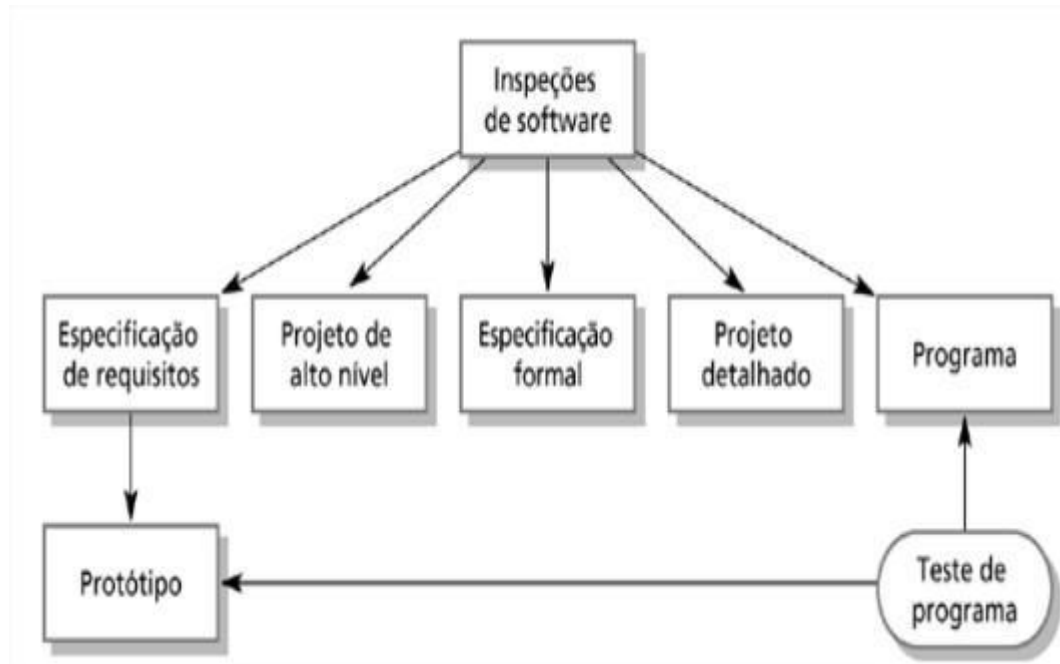 Inspeções
de software
Especificação
de requisitos
Projeto de
alto nível
Especificação
formal
Projeto
detalhado
Programa
Protótipo
Teste de
programa